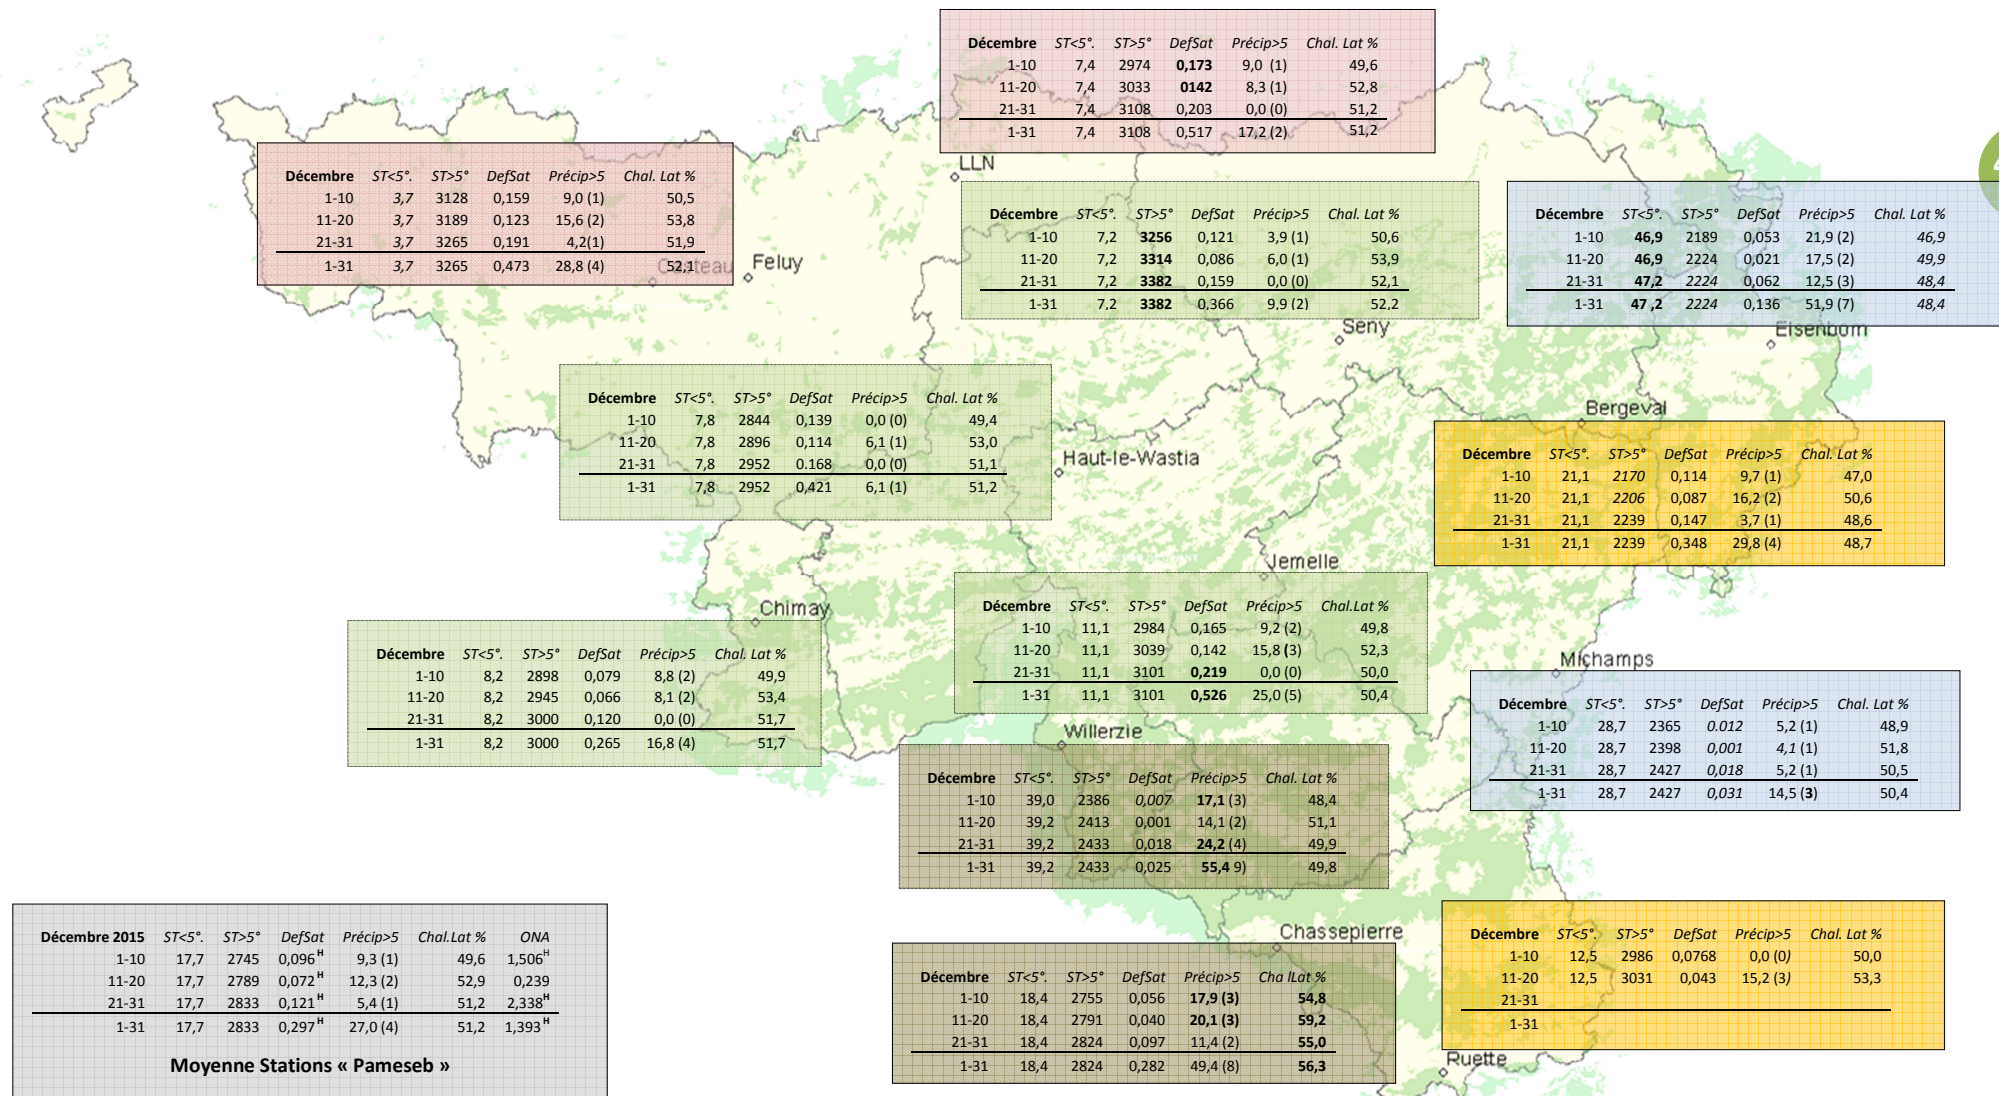 Décembre ST<5°. ST>5° DefSat Précip>5 Chal. Lat %
1-10 7,4 2974 0,173 9,0 (1) 49,6
11-20 7,4 3033 0142 8,3 (1) 52,8
21-31 7,4 3108 0,203 0,0 (0) 51,2
1-31 7,4 3108 0,517 17,2 (2) 51,2
LLN
Décembre ST<5°. ST>5° DefSat Précip>5 Chal. Lat %
1-10 3,7 3128 0,159 9,0 (1) 50,5
11-20 3,7 3189 0,123 15,6 (2) 53,8
21-31 3,7 3265 0,191 4,2(1) 51,9
1-31 3,7 3265 0,473 28,8 (4) 52,1
Feluy
Décembre ST<5°. ST>5° DefSat Précip>5 Chal. Lat %
1-10 7,2 3256 0,121 3,9 (1) 50,6
11-20 7,2 3314 0,086 6,0 (1) 53,9
21-31 7,2 3382 0,159 0,0 (0) 52,1
1-31 7,2 3382 0,366 9,9 (2) 52,2
Seny
Décembre ST<5°. ST>5° DefSat Précip>5 Chal. Lat %
1-10 46,9 2189 0,053 21,9 (2) 46,9
11-20 46,9 2224 0,021 17,5 (2) 49,9
21-31 47,2 2224 0,062 12,5 (3) 48,4
1-31 47,2 2224 0,136 51,9 (7) 48,4
Elsenborn
Décembre ST<5°. ST>5° DefSat Précip>5 Chal. Lat %
1-10 7,8 2844 0,139 0,0 (0) 49,4
11-20 7,8 2896 0,114 6,1 (1) 53,0
21-31 7,8 2952 0.168 0,0 (0) 51,1
1-31 7,8 2952 0,421 6,1 (1) 51,2
Haut-le-Wastia
Bergeval
Décembre ST<5°. ST>5° DefSat Précip>5 Chal. Lat %
1-10 21,1 2170 0,114 9,7 (1) 47,0
11-20 21,1 2206 0,087 16,2 (2) 50,6
21-31 21,1 2239 0,147 3,7 (1) 48,6
1-31 21,1 2239 0,348 29,8 (4) 48,7
Jemelle
Décembre ST<5°. ST>5° DefSat Précip>5 Chal.Lat %
1-10 11,1 2984 0,165 9,2 (2) 49,8
11-20 11,1 3039 0,142 15,8 (3) 52,3
21-31 11,1 3101 0,219 0,0 (0) 50,0
1-31 11,1 3101 0,526 25,0 (5) 50,4
Chimay
Décembre ST<5°. ST>5° DefSat Précip>5 Chal. Lat %
1-10 8,2 2898 0,079 8,8 (2) 49,9
11-20 8,2 2945 0,066 8,1 (2) 53,4
21-31 8,2 3000 0,120 0,0 (0) 51,7
1-31 8,2 3000 0,265 16,8 (4) 51,7
Michamps
Décembre ST<5°. ST>5° DefSat Précip>5 Chal. Lat %
1-10 28,7 2365 0.012 5,2 (1) 48,9
11-20 28,7 2398 0,001 4,1 (1) 51,8
21-31 28,7 2427 0,018 5,2 (1) 50,5
1-31 28,7 2427 0,031 14,5 (3) 50,4
Willerzie
Décembre ST<5°. ST>5° DefSat Précip>5 Chal. Lat %
1-10 39,0 2386 0,007 17,1 (3) 48,4
11-20 39,2 2413 0,001 14,1 (2) 51,1
21-31 39,2 2433 0,018 24,2 (4) 49,9
1-31 39,2 2433 0,025 55,4 9) 49,8
Décembre 2015 ST<5°. ST>5° DefSat Précip>5 Chal.Lat % ONA
1-10 17,7 2745 0,096 H 9,3 (1) 49,6 1,506 H
11-20 17,7 2789 0,072 H 12,3 (2) 52,9 0,239
21-31 17,7 2833 0,121 H 5,4 (1) 51,2 2,338 H
1-31 17,7 2833 0,297 H 27,0 (4) 51,2 1,393 H
Moyenne Stations « Pameseb »
Chassepierre
Décembre ST<5°. ST>5° DefSat Précip>5 Cha lLat %
1-10 18,4 2755 0,056 17,9 (3) 54,8
11-20 18,4 2791 0,040 20,1 (3) 59,2
21-31 18,4 2824 0,097 11,4 (2) 55,0
1-31 18,4 2824 0,282 49,4 (8) 56,3
Décembre ST<5°. ST>5° DefSat Précip>5 Chal. Lat %
1-10 12,5 2986 0,0768 0,0 (0) 50,0
11-20 12,5 3031 0,043 15,2 (3) 53,3
21-31
1-31
Ruette